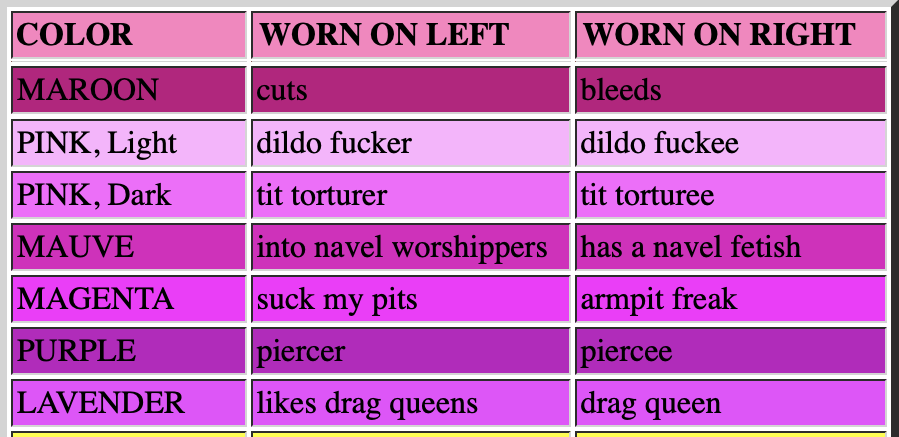 COLOR WORN ON LEFT WORN ON RIGHT
MAROON cuts bleeds
PINK, Light dildo fucker dildo fuckee
PINK, Dark tit torturer tit torturee
MAUVE into navel worshippers has a navel fetish
MAGENTA suck my pits armpit freak
PURPLE piercer piercee
LAVENDER likes drag queens drag queen